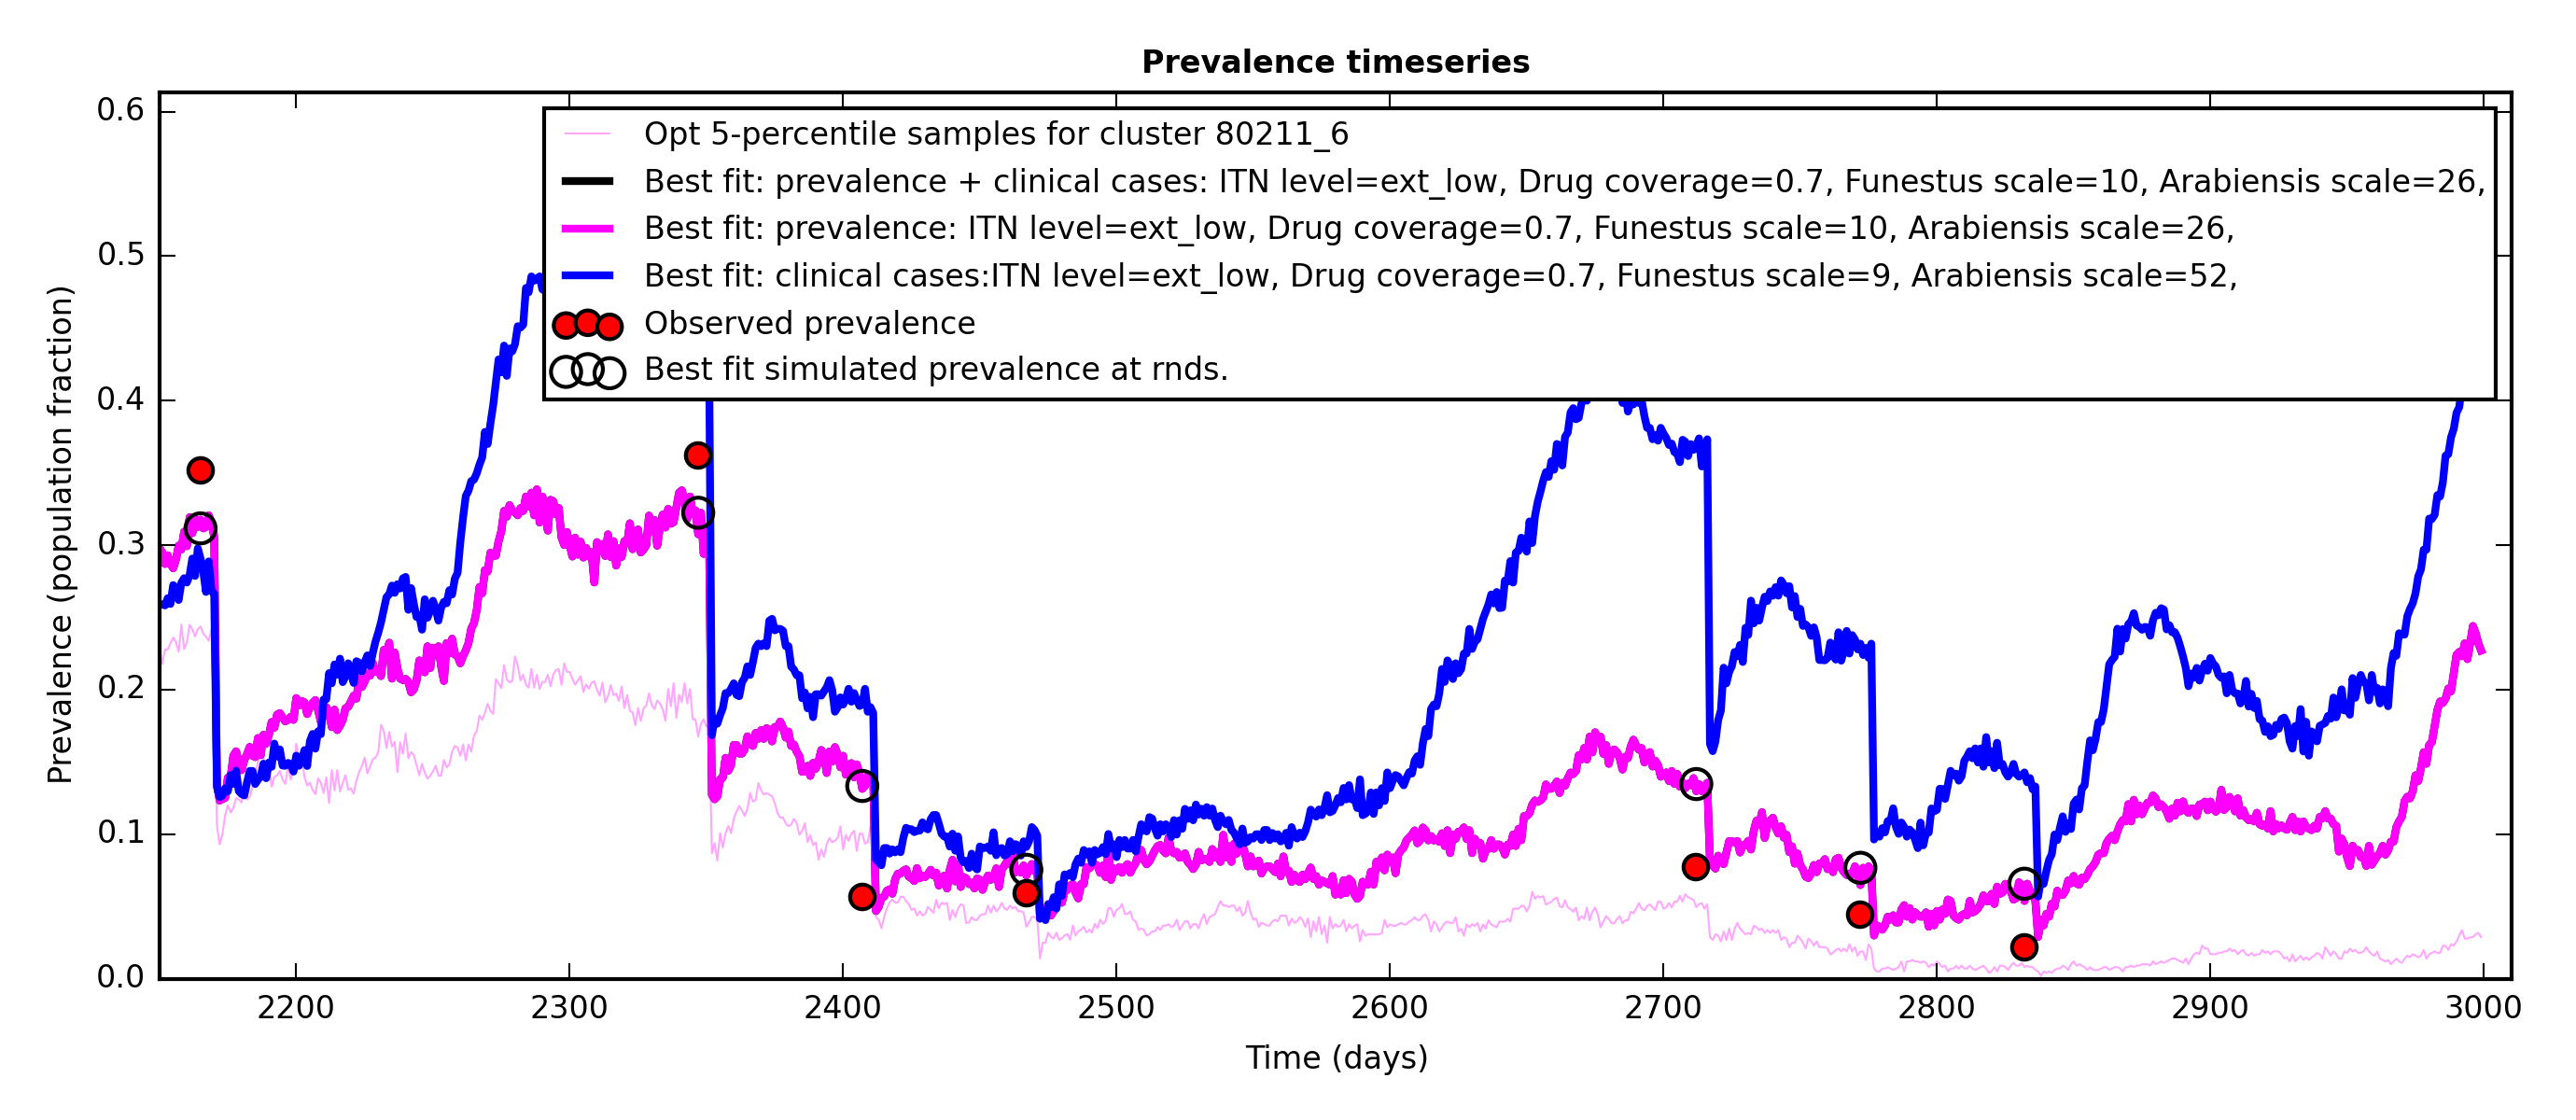 Prevalence timeseries
Opt 5-percentile samples for cluster 80211_6
Best fit: prevalence + clinical cases: ITN level=ext_low, Drug coverage=0.7, Funestus scale=10, Arabiensis scale=26,
Best fit: prevalence: ITN level=ext_low, Drug coverage=0.7, Funestus scale=10, Arabiensis scale=26,
Best fit: clinical cases:ITN level=ext_low, Drug coverage=0.7, Funestus scale=9, Arabiensis scale=52,
Observed prevalence
Best fit simulated prevalence at rnds.
Prevalence (population fraction)
0.6
0.5
0.4
0.3
0.2
0.1
0.0
2200 2300 2400 2500 2600 2700 2800 2900 3000
Time (days)